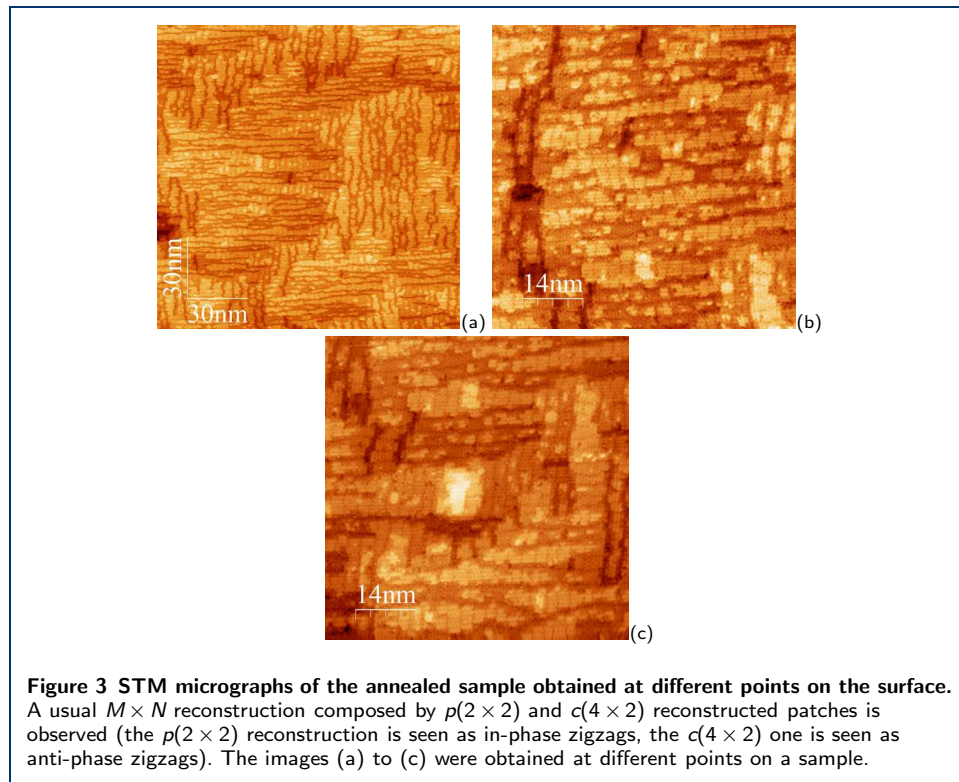 30nm
30nm
(a)
14nm
(b)
14nm
(c)
Figure 3 STM micrographs of the annealed sample obtained at different points on the surface.
A usual M × N reconstruction composed by p(2 × 2) and c(4 × 2) reconstructed patches is
observed (the p(2 × 2) reconstruction is seen as in-phase zigzags, the c(4 × 2) one is seen as
anti-phase zigzags). The images (a) to (c) were obtained at different points on a sample.